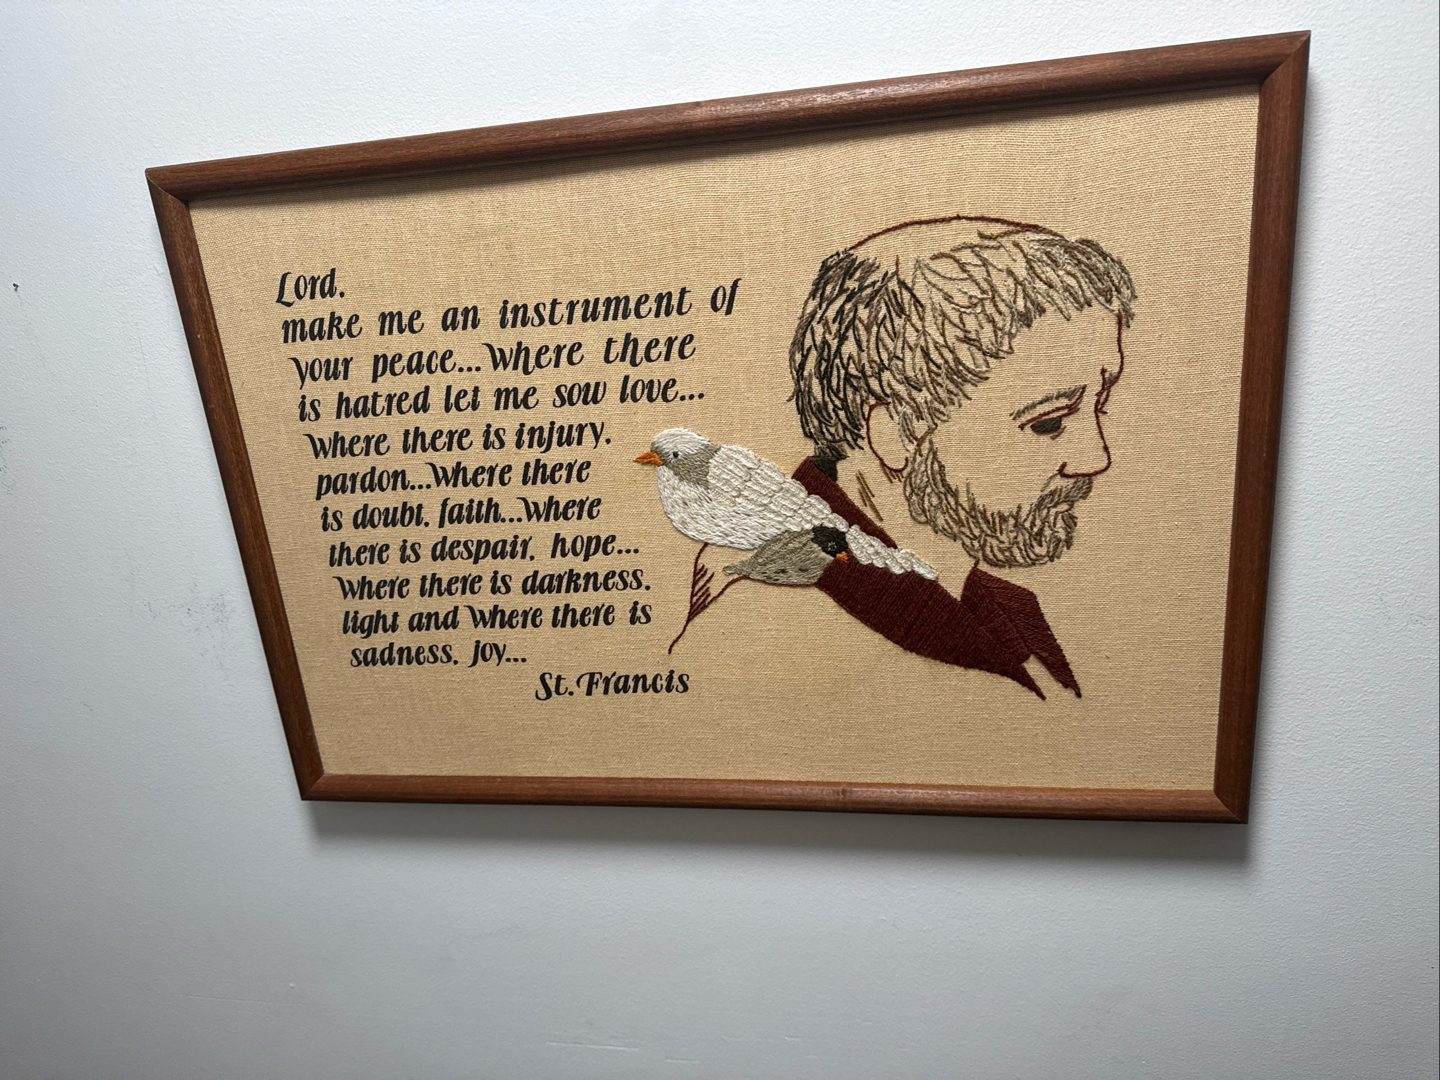 Lord,
make me an instrument of
your peace...Where there
is hatred let me sow love...
Where there is injury,
pardon...Where there
is doubt, faith...Where
there is despair, hope...
Where there is darkness,
light and Where there is
sadness, joy...
St. Francis